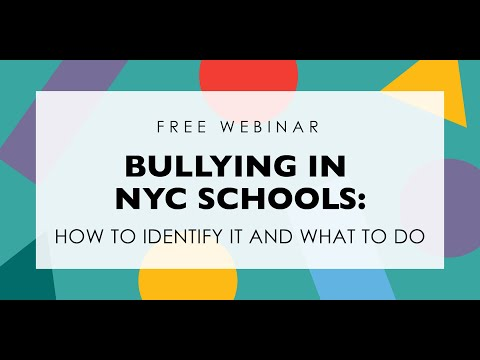 FREE WEBINAR
BULLYING IN
NYC SCHOOLS:
HOW TO IDENTIFY IT AND WHAT TO DO